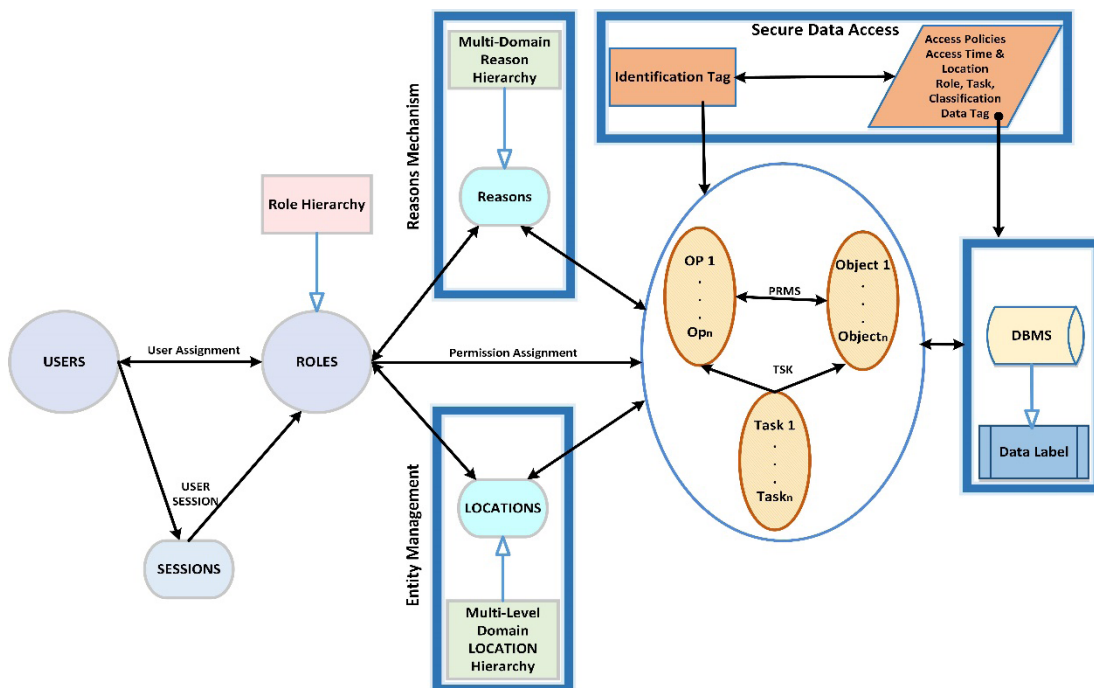 Multi-Domain
Reason
Hierarchy
Reasons
Reasons Mechanism
Secure Data Access
Identification Tag
Access Policies
Access Time &
Location
Role, Task,
Classification
Data Tag
Role Hierarchy
USERS
User Assignment
ROLES
Permission Assignment
USER
SESSION
SESSIONS
OP 1
.
.
.
Opn
PRMS
Object 1
.
.
.
Objectn
TSK
Task 1
.
.
.
Taskn
DBMS
Data Label
Entity Management
LOCATIONS
Multi-Level
Domain
LOCATION
Hierarchy